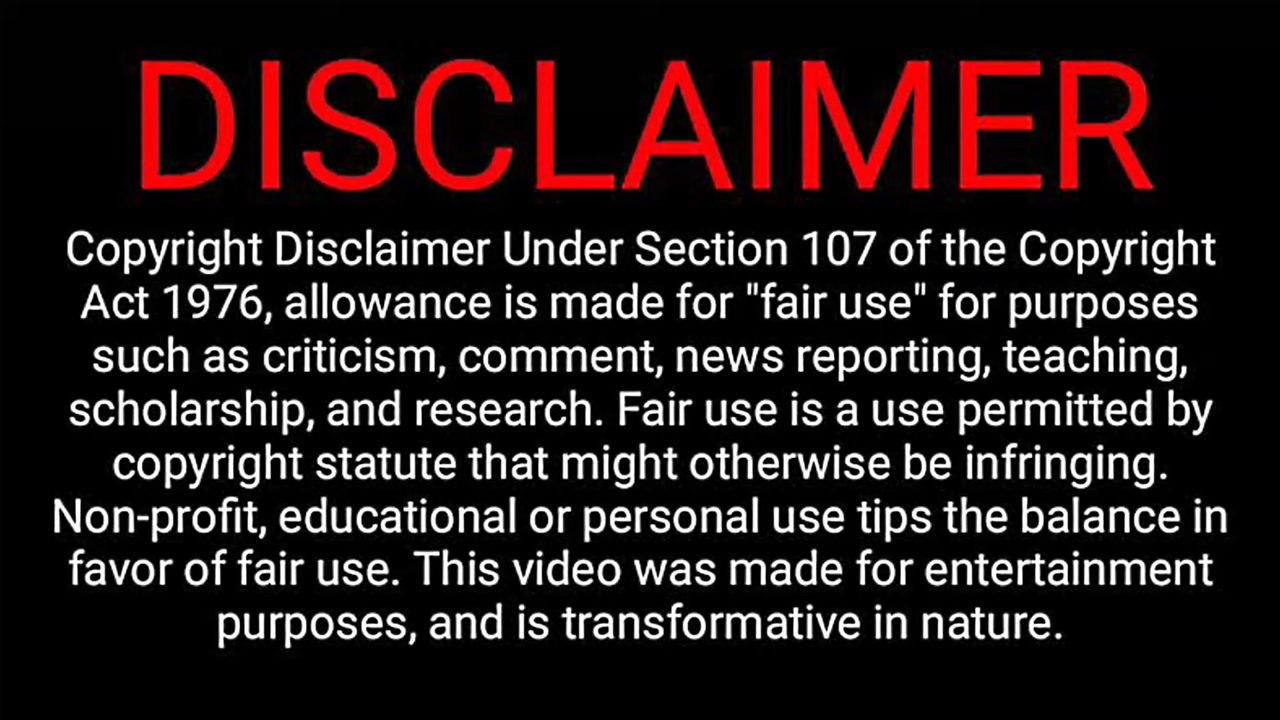 DISCLAIMER
Copyright Disclaimer Under Section 107 of the Copyright
Act 1976, allowance is made for "fair use" for purposes
such as criticism, comment, news reporting, teaching,
scholarship, and research. Fair use is a use permitted by
copyright statute that might otherwise be infringing.
Non-profit, educational or personal use tips the balance in
favor of fair use. This video was made for entertainment
purposes, and is transformative in nature.